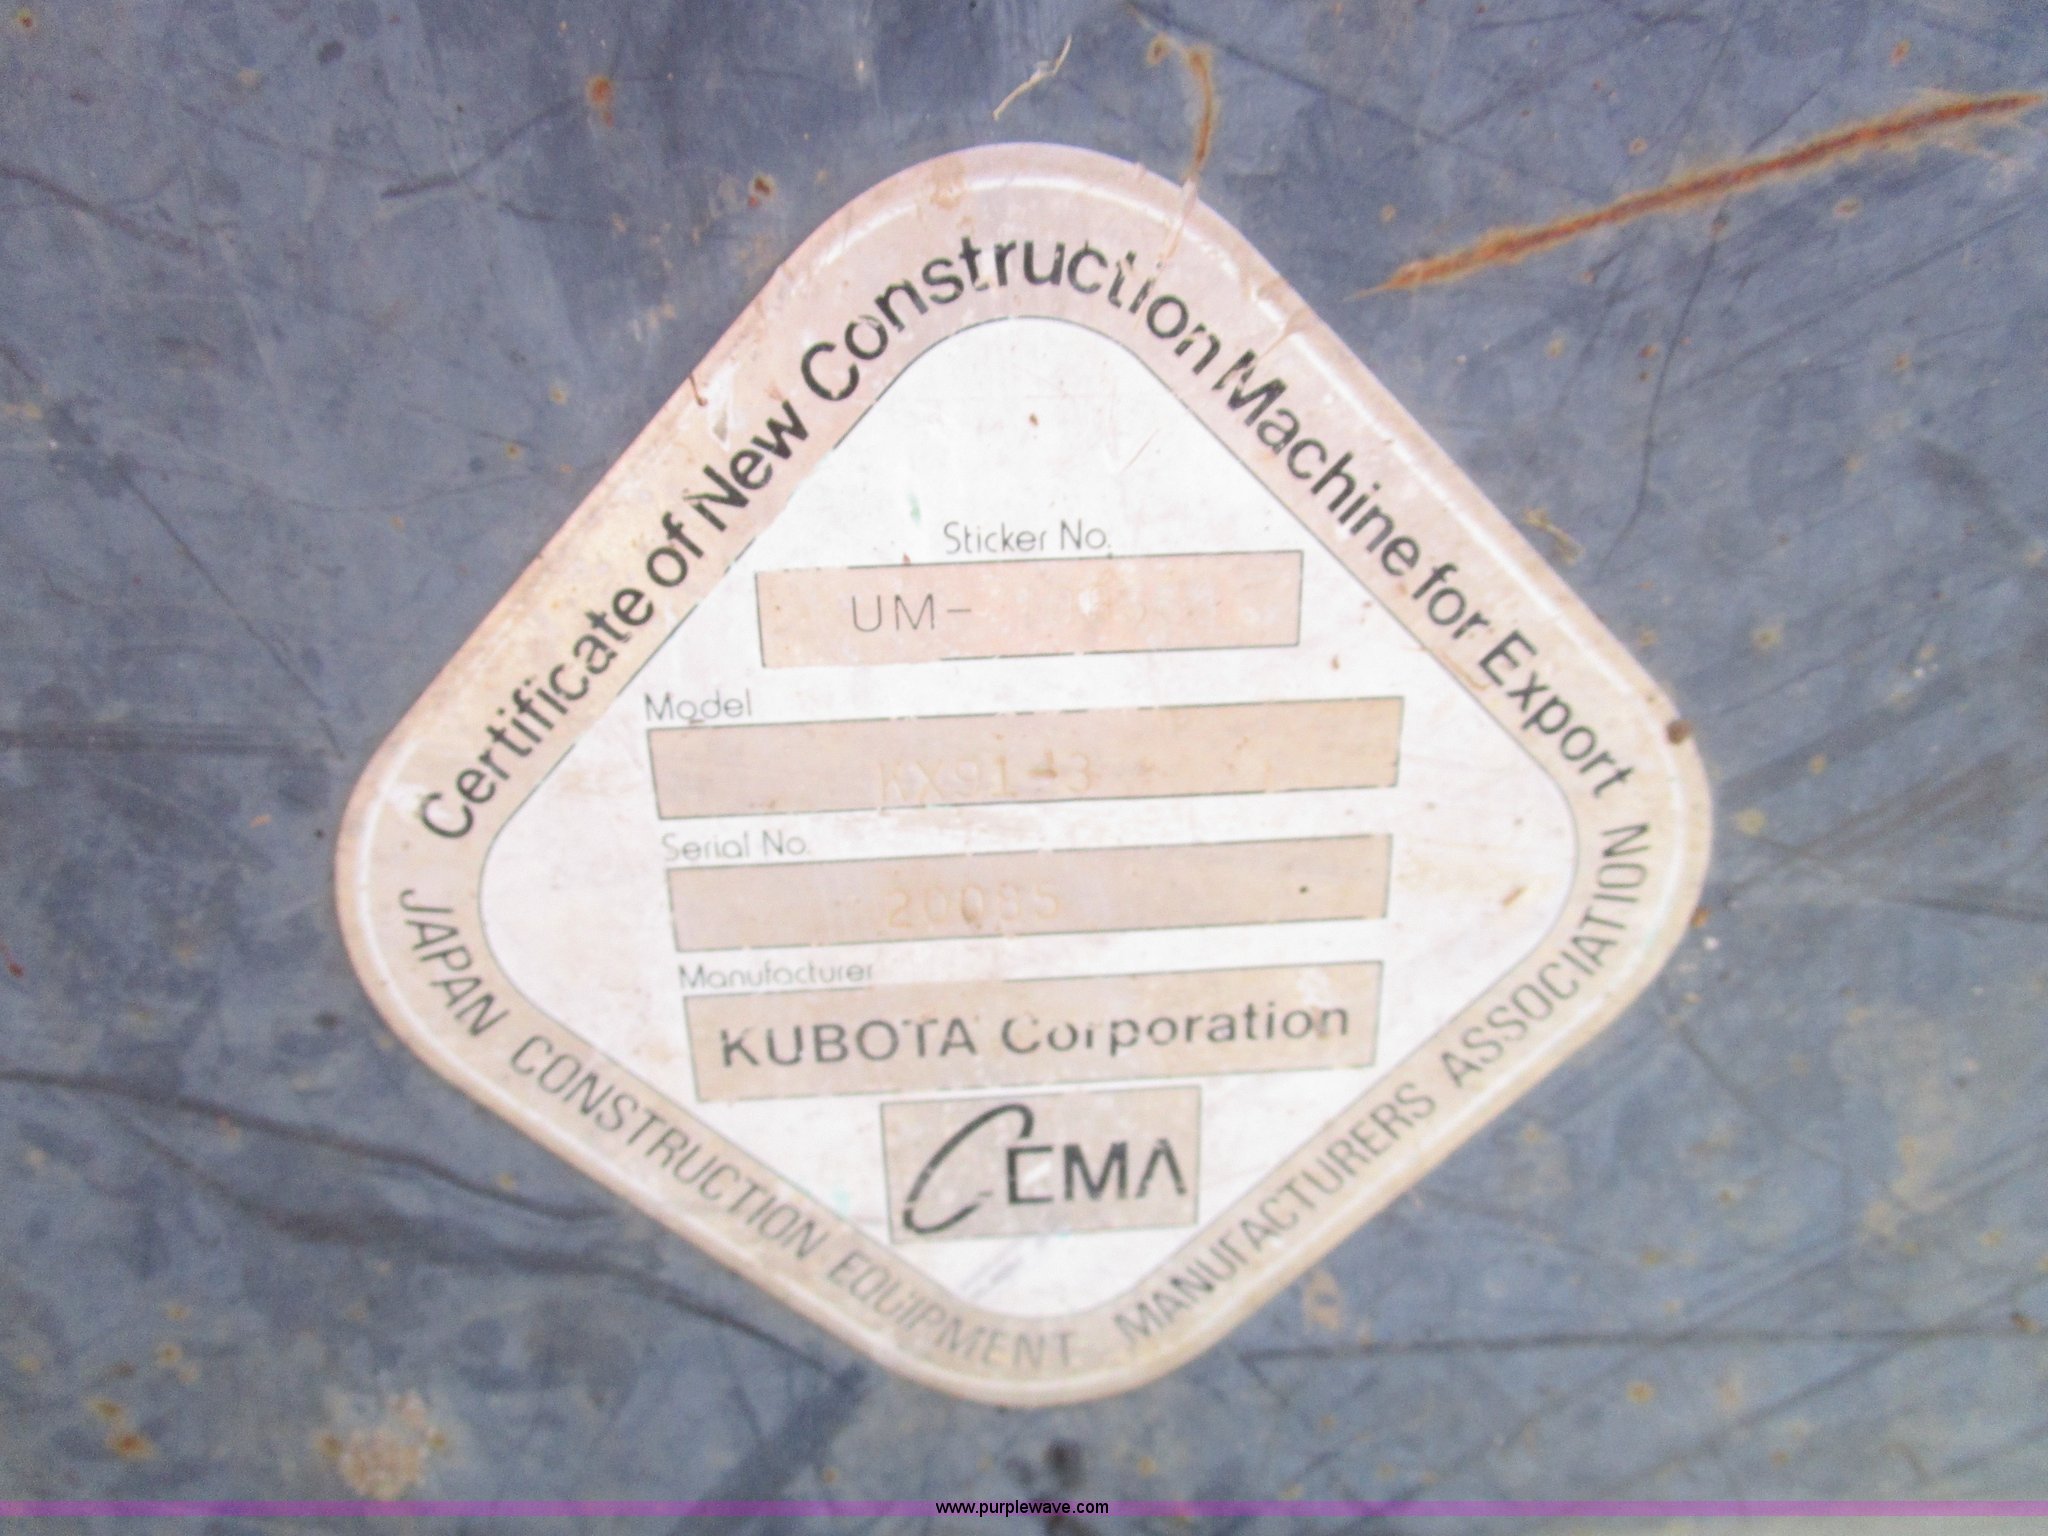 Certificate of New Construction Machine for Export
Sticker No.
UM-
Model
KX91-3
Serial No.
20085
Manufacturer
KUBOTA Corporation
CEMA
JAPAN CONSTRUCTION EQUIPMENT MANUFACTURERS ASSOCIATION
www.purplewave.com